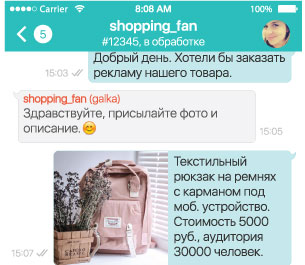 Carrier 8:08 AM 100%
5 shopping_fan
#12345, в обработке
Добрый день. Хотели бы заказать
15:03 рекламу нашего товара.
shopping_fan (galka)
Здравствуйте, присылайте фото и
описание.😊
15:05
Текстильный
рюкзак на ремнях
с карманом под
моб. устройство.
Стоимость 5000
руб., аудитория
15:07 30000 человек.